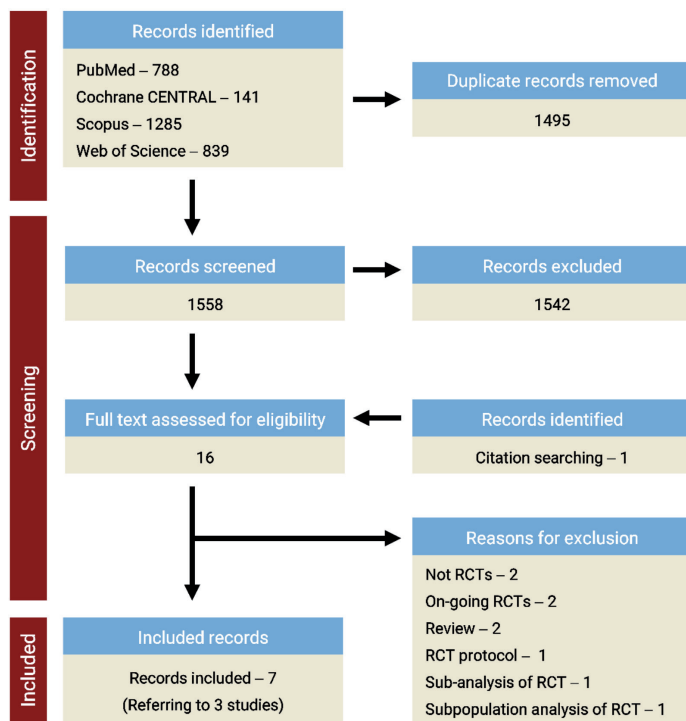 Identification
Records identified
PubMed – 788
Cochrane CENTRAL – 141
Scopus – 1285
Web of Science – 839
Duplicate records removed
1495
Screening
Records screened
1558
Records excluded
1542
Full text assessed for eligibility
16
Records identified
Citation searching – 1
Reasons for exclusion
Not RCTs – 2
On-going RCTs – 2
Review – 2
RCT protocol – 1
Sub-analysis of RCT – 1
Subpopulation analysis of RCT – 1
Included
Included records
Records included – 7
(Referring to 3 studies)